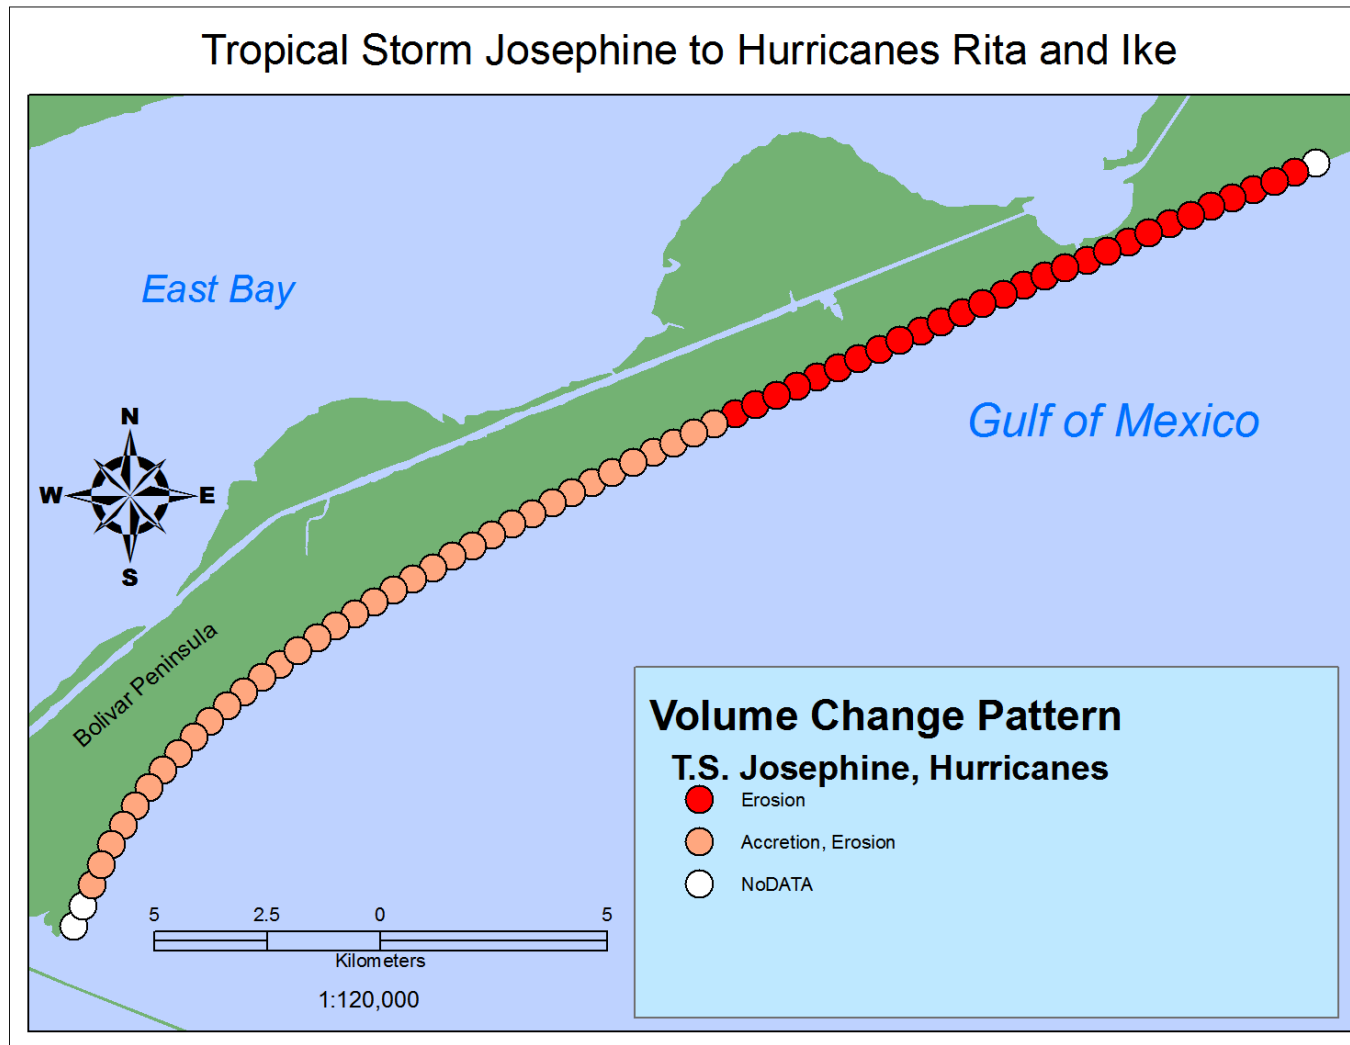 Tropical Storm Josephine to Hurricanes Rita and Ike
East Bay
Gulf of Mexico
N
W E
S
Bolivar Peninsula
Volume Change Pattern
T.S. Josephine, Hurricanes
Erosion
Accretion, Erosion
NoDATA
5 2.5 0 5
Kilometers
1:120,000